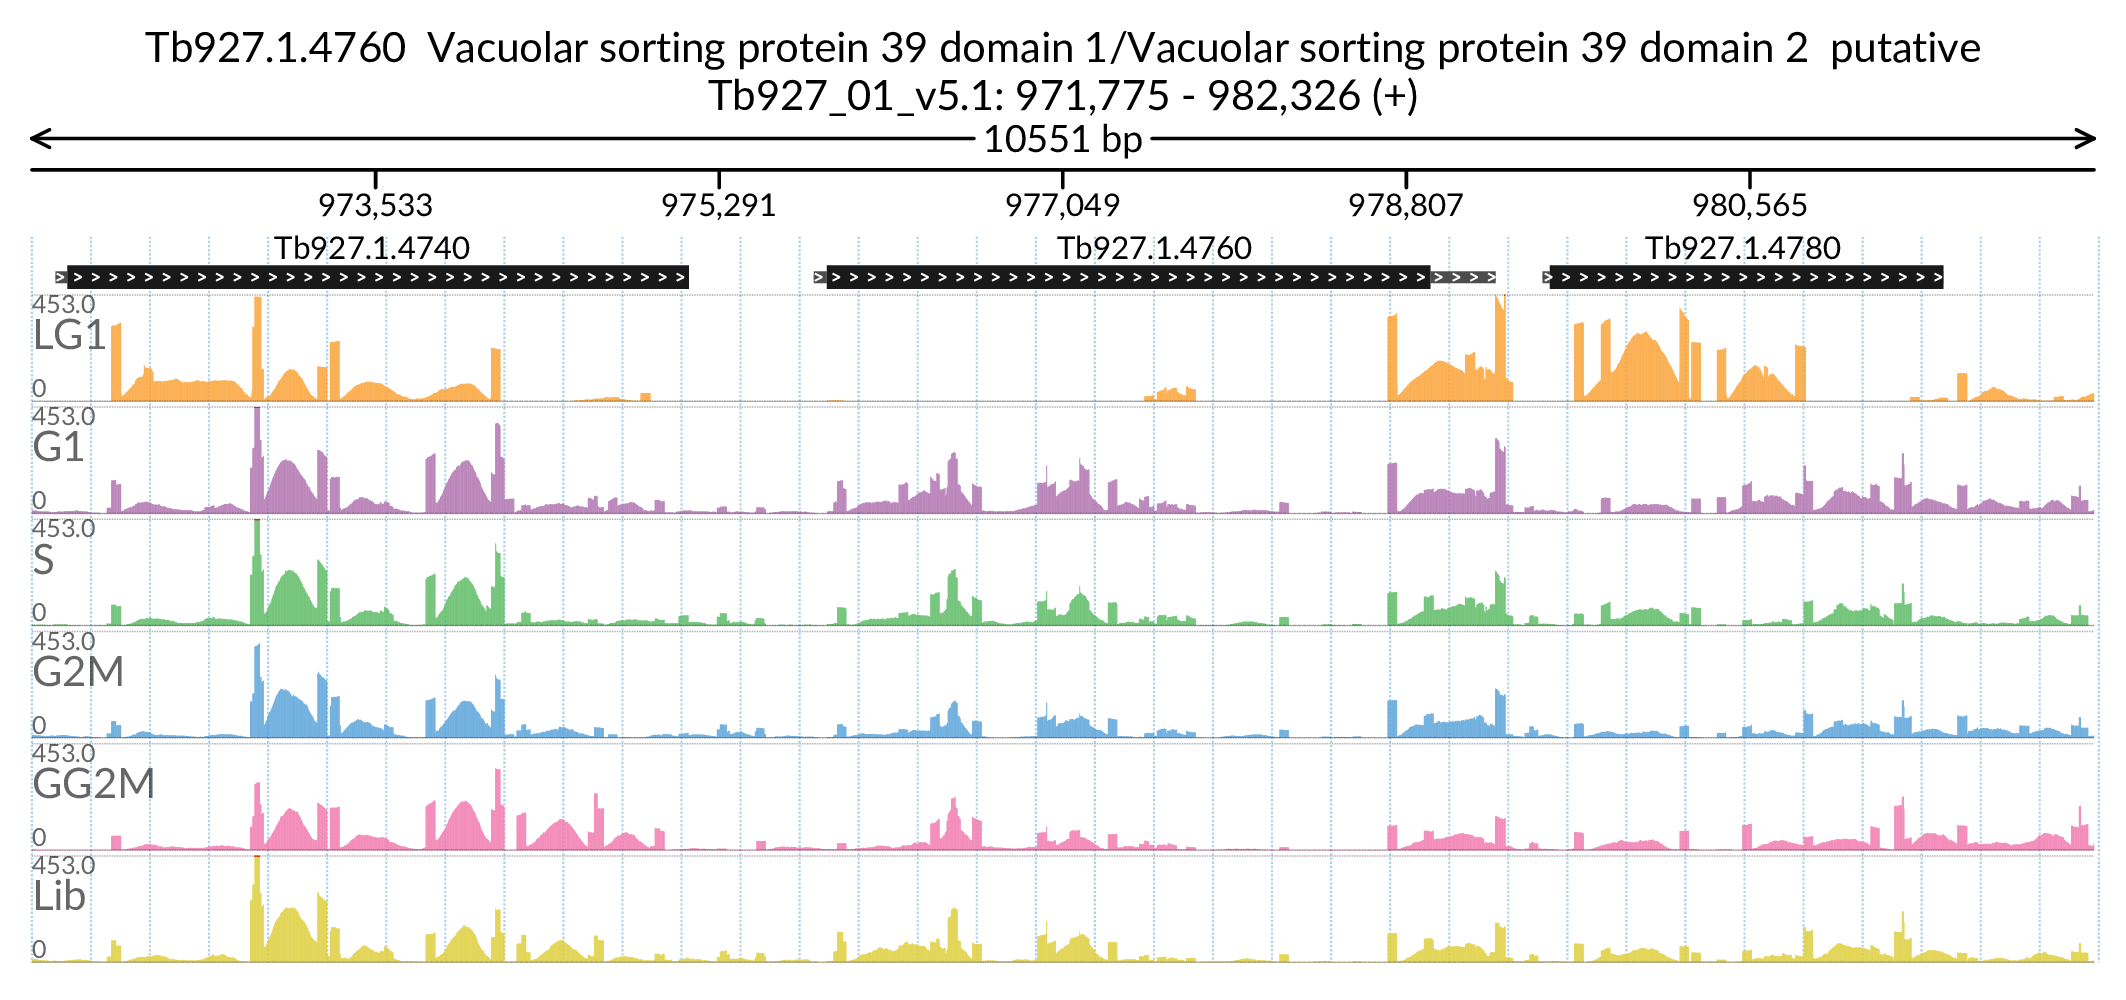 Tb927.1.4760  Vacuolar sorting protein 39 domain 1/Vacuolar sorting protein 39 domain 2  putative
Tb927_01_v5.1: 971,775 - 982,326 (+)
10551 bp
973,533 975,291 977,049 978,807 980,565
Tb927.1.4740 Tb927.1.4760 Tb927.1.4780
453.0
LG1
0
453.0
G1
0
453.0
S
0
453.0
G2M
0
453.0
GG2M
0
453.0
Lib
0